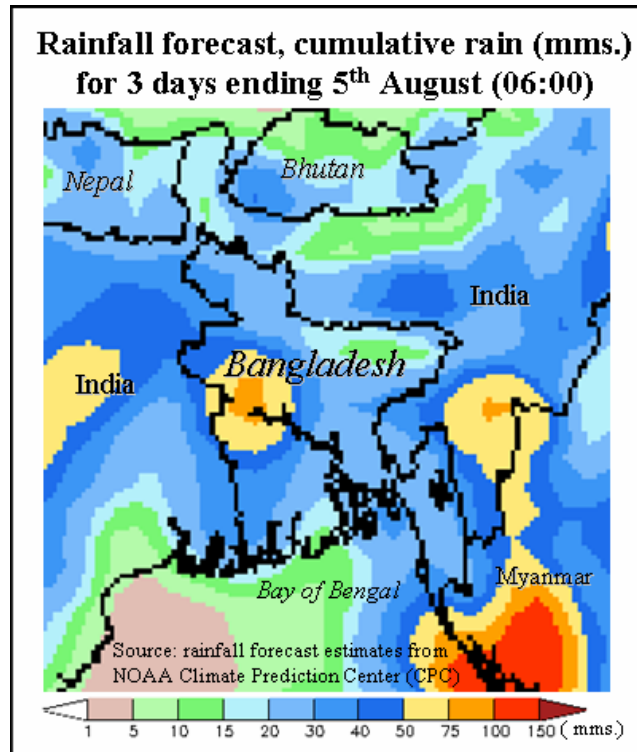 Rainfall forecast, cumulative rain (mms.)
for 3 days ending 5th August (06:00)
Nepal
Bhutan
India
Bangladesh
India
Myanmar
Bay of Bengal
Source: rainfall forecast estimates from
NOAA Climate Prediction Center (CPC)
1 5 10 15 20 30 40 50 75 100 150 (mms.)